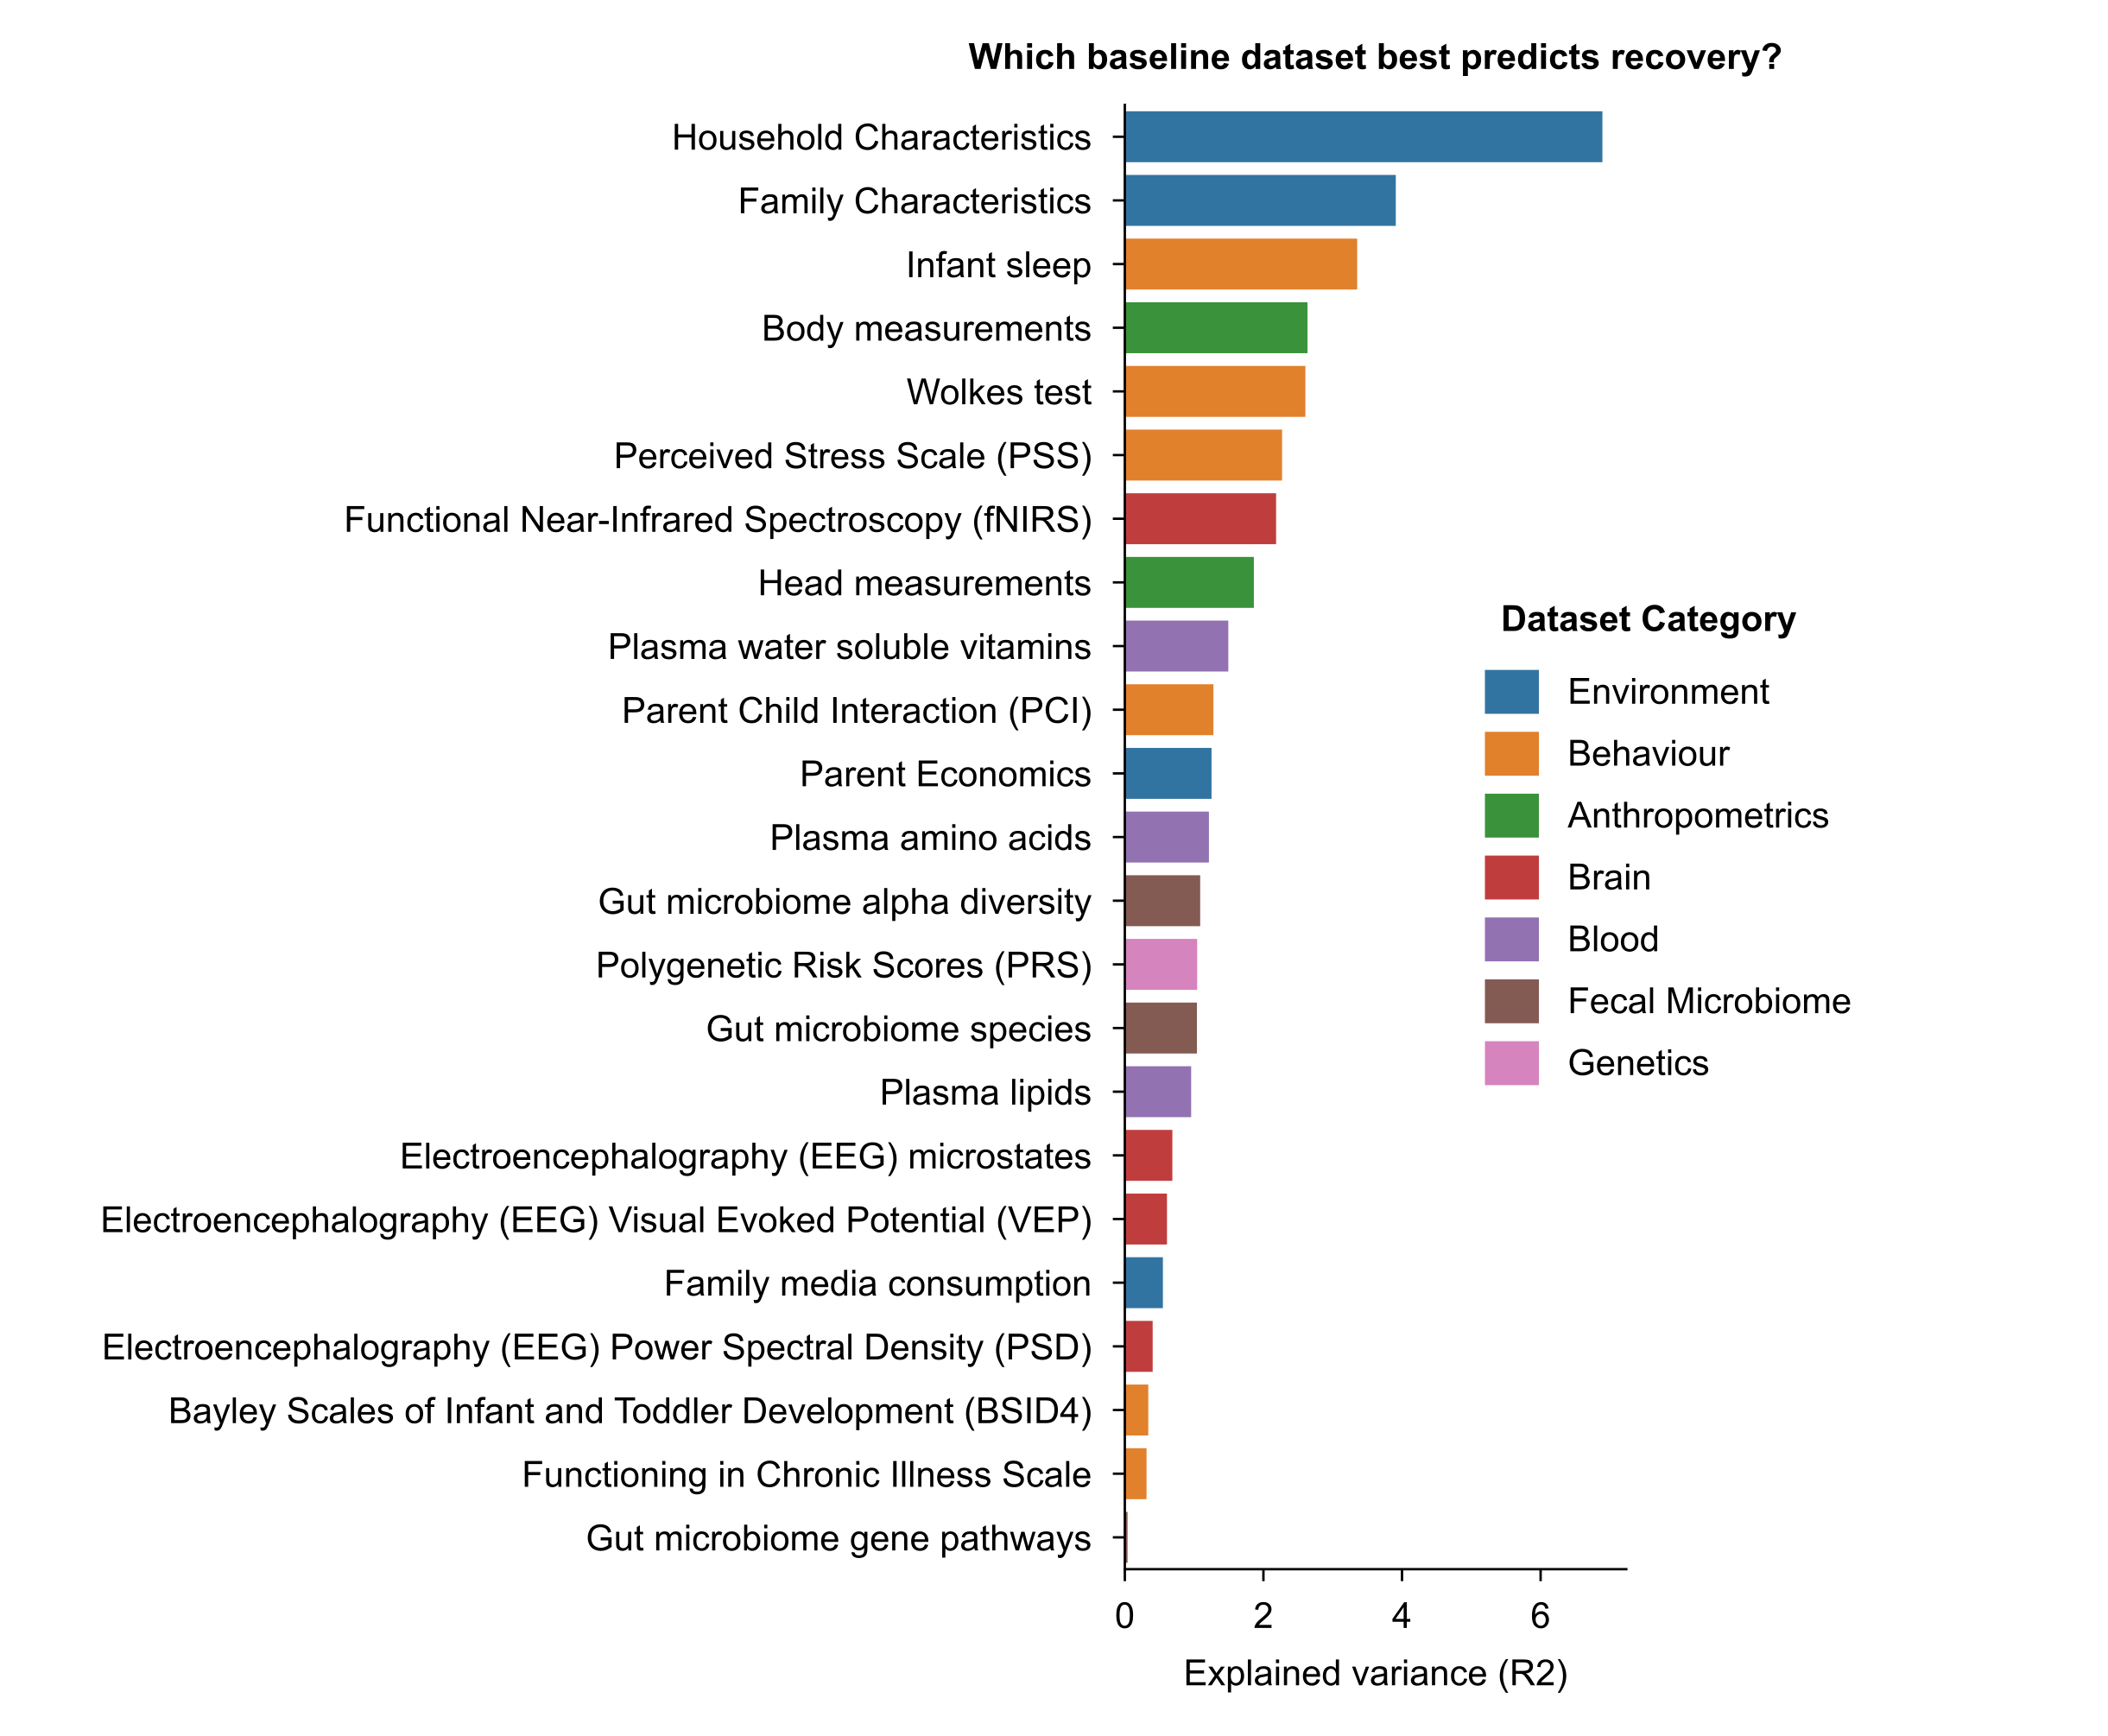 Which baseline dataset best predicts recovery?
Household Characteristics
Family Characteristics
Infant sleep
Body measurements
Wolkes test
Perceived Stress Scale (PSS)
Functional Near-Infrared Spectroscopy (fNIRS)
Head measurements
Plasma water soluble vitamins
Parent Child Interaction (PCI)
Parent Economics
Plasma amino acids
Gut microbiome alpha diversity
Polygenetic Risk Scores (PRS)
Gut microbiome species
Plasma lipids
Electroencephalography (EEG) microstates
Electroencephalography (EEG) Visual Evoked Potential (VEP)
Family media consumption
Electroencephalography (EEG) Power Spectral Density (PSD)
Bayley Scales of Infant and Toddler Development (BSID4)
Functioning in Chronic Illness Scale
Gut microbiome gene pathways
Dataset Category
Environment
Behaviour
Anthropometrics
Brain
Blood
Fecal Microbiome
Genetics
0 2 4 6
Explained variance (R2)